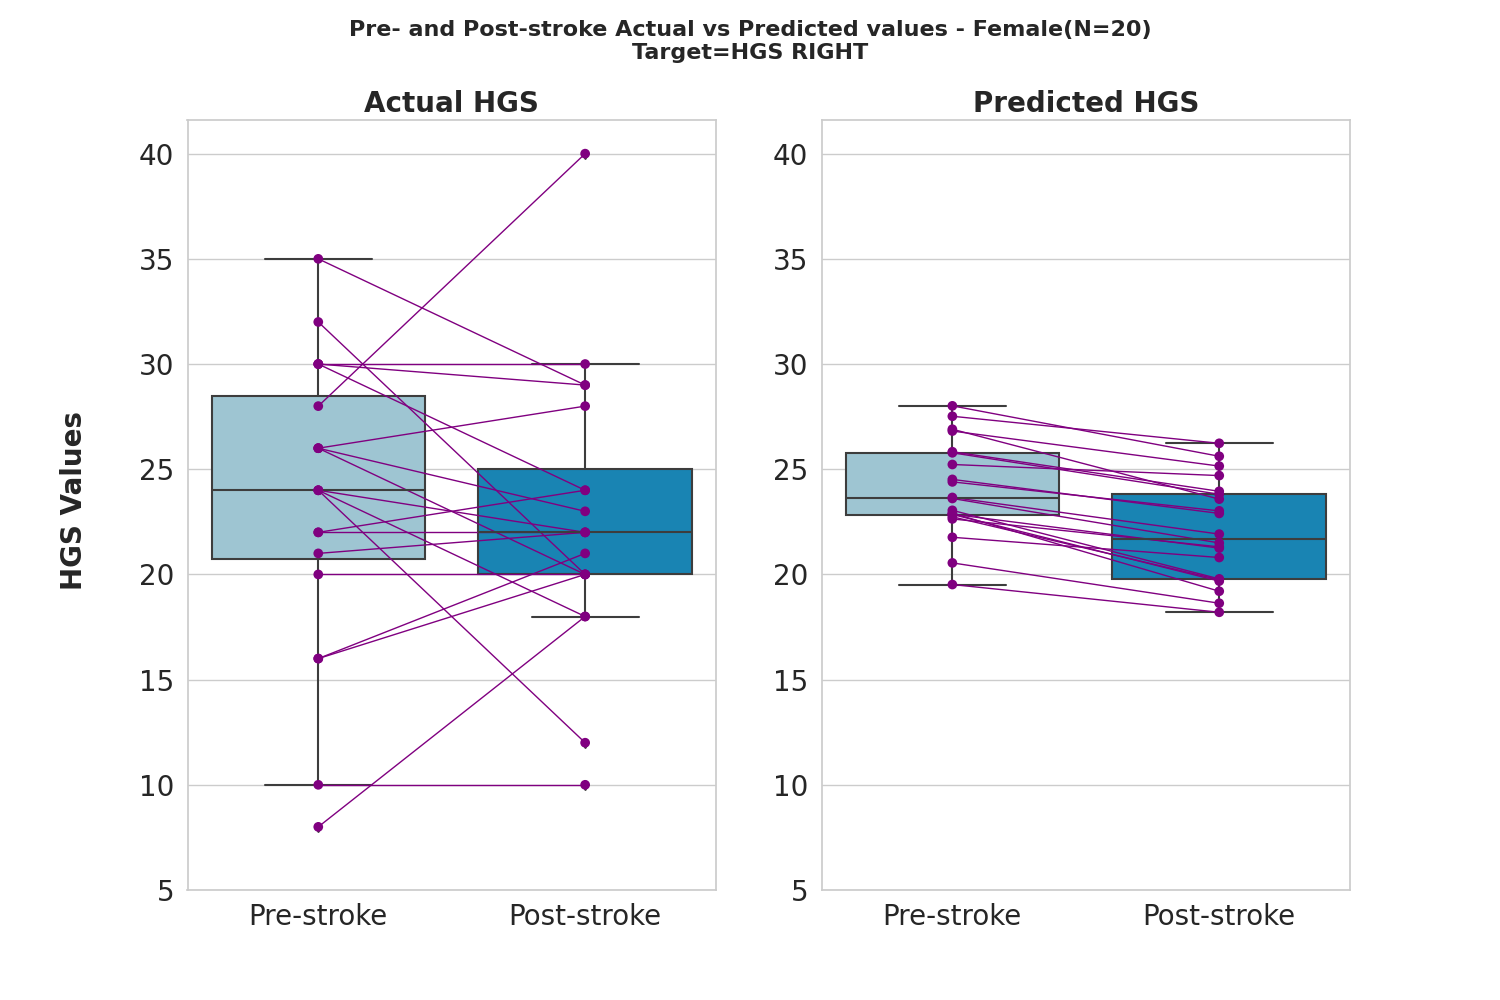 Pre- and Post-stroke Actual vs Predicted values - Female(N=20)
Target=HGS RIGHT
Actual HGS
Predicted HGS
HGS Values
40
35
30
25
20
15
10
5
40
35
30
25
20
15
10
5
Pre-stroke
Post-stroke
Pre-stroke
Post-stroke